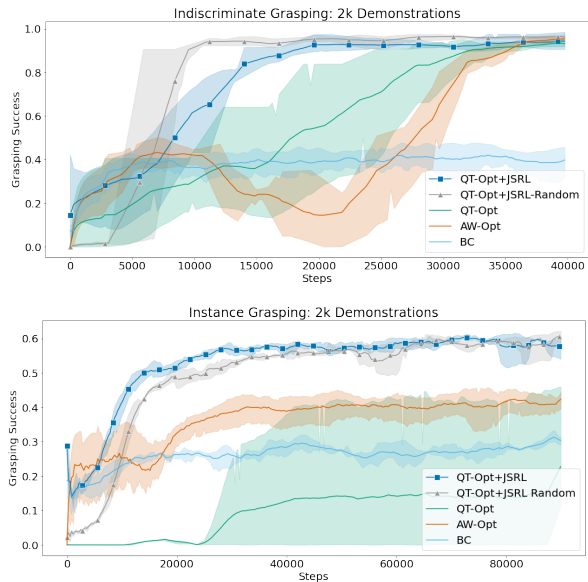 Indiscriminate Grasping: 2k Demonstrations
1.0
0.8
0.6
0.4
0.2
0.0
Grasping Success
QT-Opt+JSRL
QT-Opt+JSRL-Random
QT-Opt
AW-Opt
BC
0 5000 10000 15000 20000 25000 30000 35000 40000
Steps
Instance Grasping: 2k Demonstrations
0.6
0.5
0.4
0.3
0.2
0.1
0.0
Grasping Success
QT-Opt+JSRL
QT-Opt+JSRL Random
QT-Opt
AW-Opt
BC
0 20000 40000 60000 80000
Steps